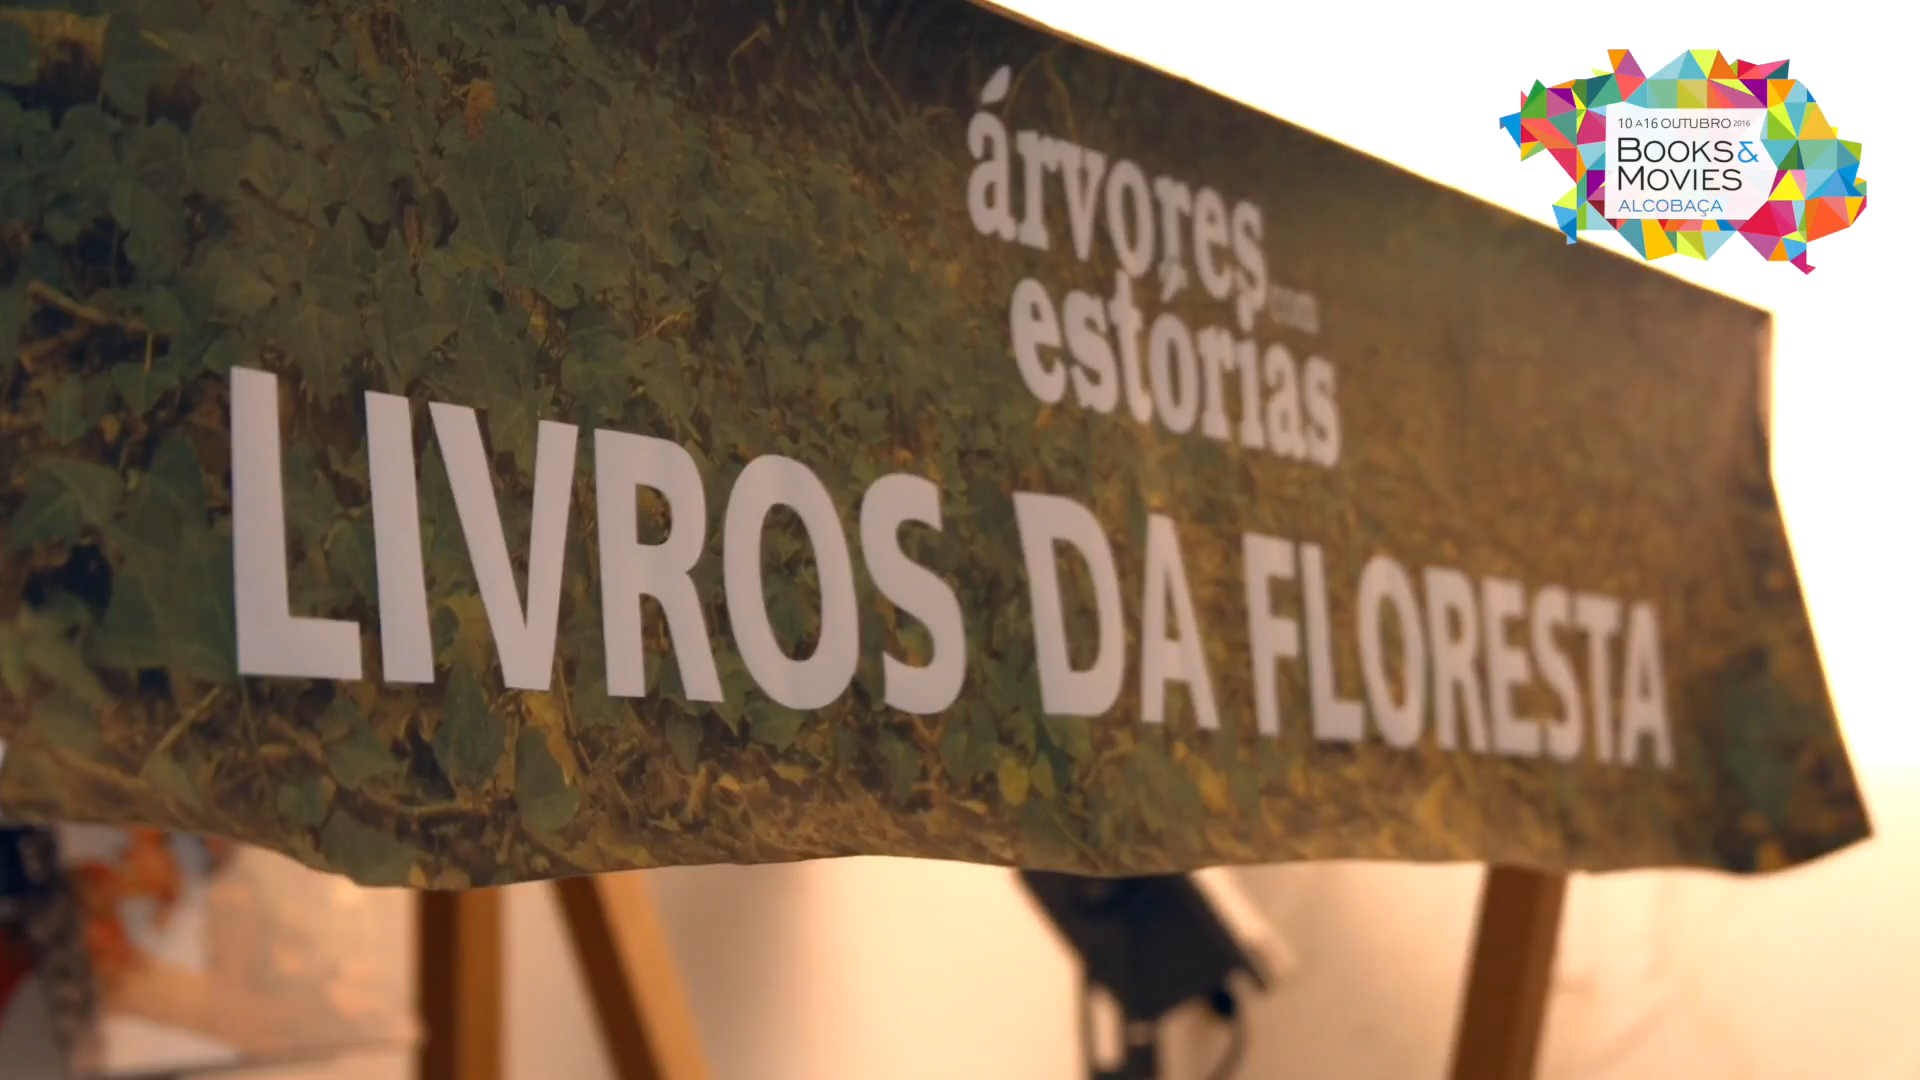 árvores com
estórias
LIVROS DA FLORESTA
10 A 16 OUTUBRO 2016
BOOKS&
MOVIES
ALCOBAÇA